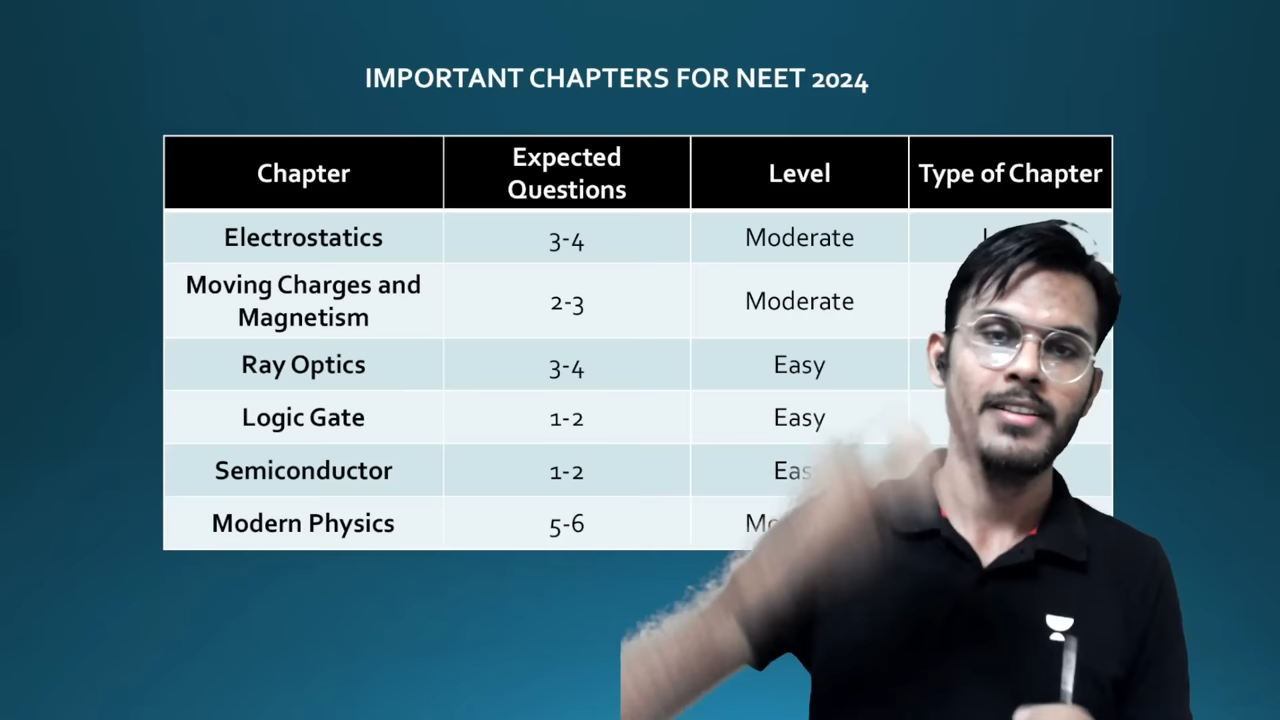 IMPORTANT CHAPTERS FOR NEET 2024
Chapter
Expected
Questions
Level
Type of Chapter
Electrostatics
3-4
Moderate
Moving Charges and
Magnetism
2-3
Moderate
Ray Optics
3-4
Easy
Logic Gate
1-2
Easy
Semiconductor
1-2
Modern Physics
5-6